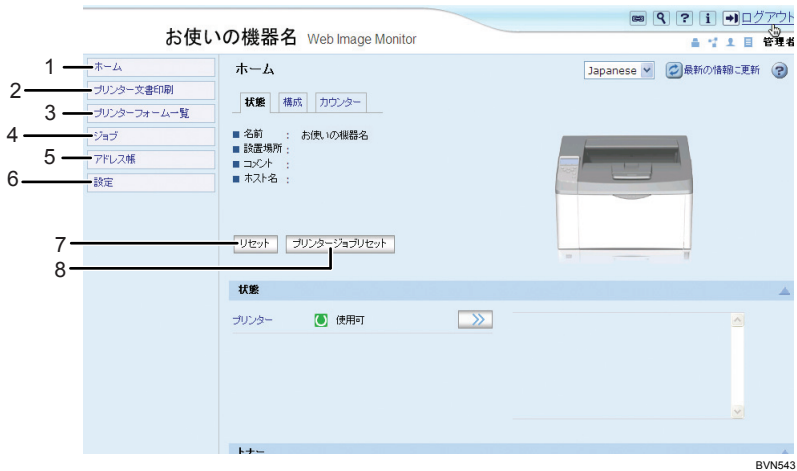 ログアウト
お使いの機器名 Web Image Monitor
管理者
1 ホーム
2 プリンター文書印刷
3 プリンターフォーム一覧
4 ジョブ
5 アドレス帳
6 設定
ホーム
Japanese
最新の情報に更新
状態 構成 カウンター
名前 : お使いの機器名
設置場所 :
コメント :
ホスト名 :
7 リセット
8 プリンタージョブリセット
状態
プリンター 使用可
トナー
BVN543